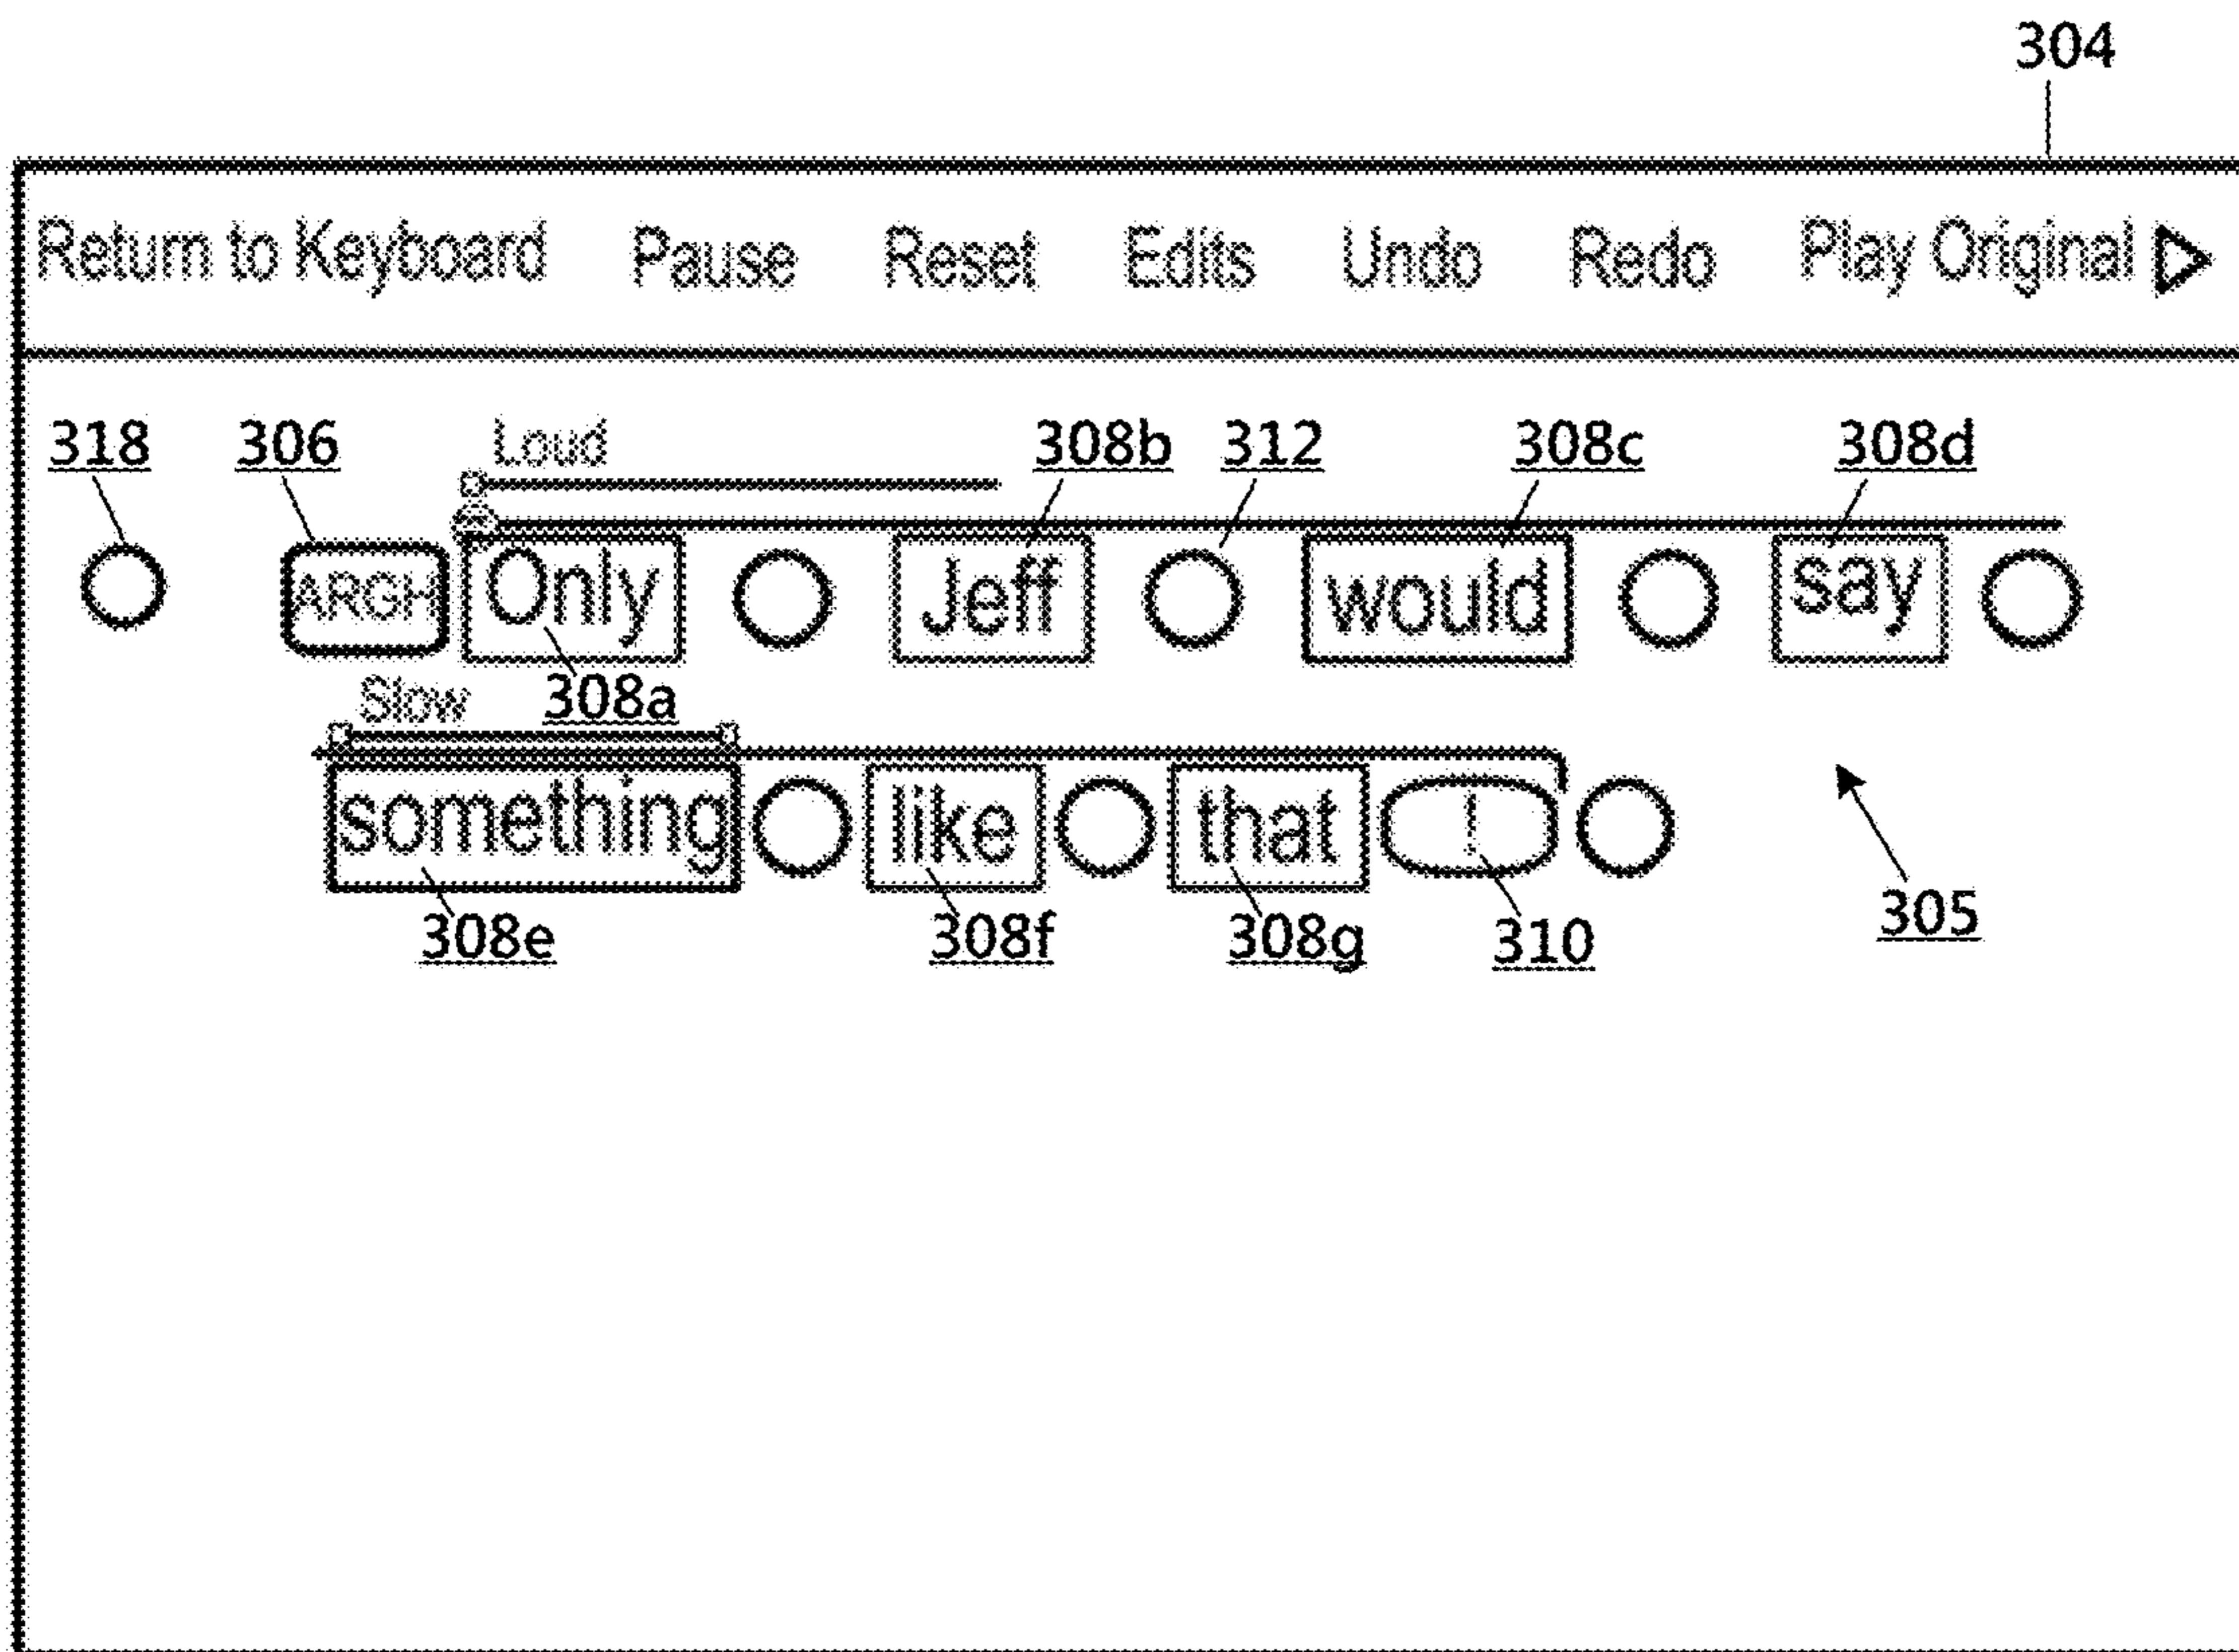 304
Return to Keyboard Pause Reset Edits Undo Redo Play Original
318 306 Loud 308b 312 308c 308d
ARGH Only Jeff would say
Slow 308a
something like that !
308e 308f 308g 310 305